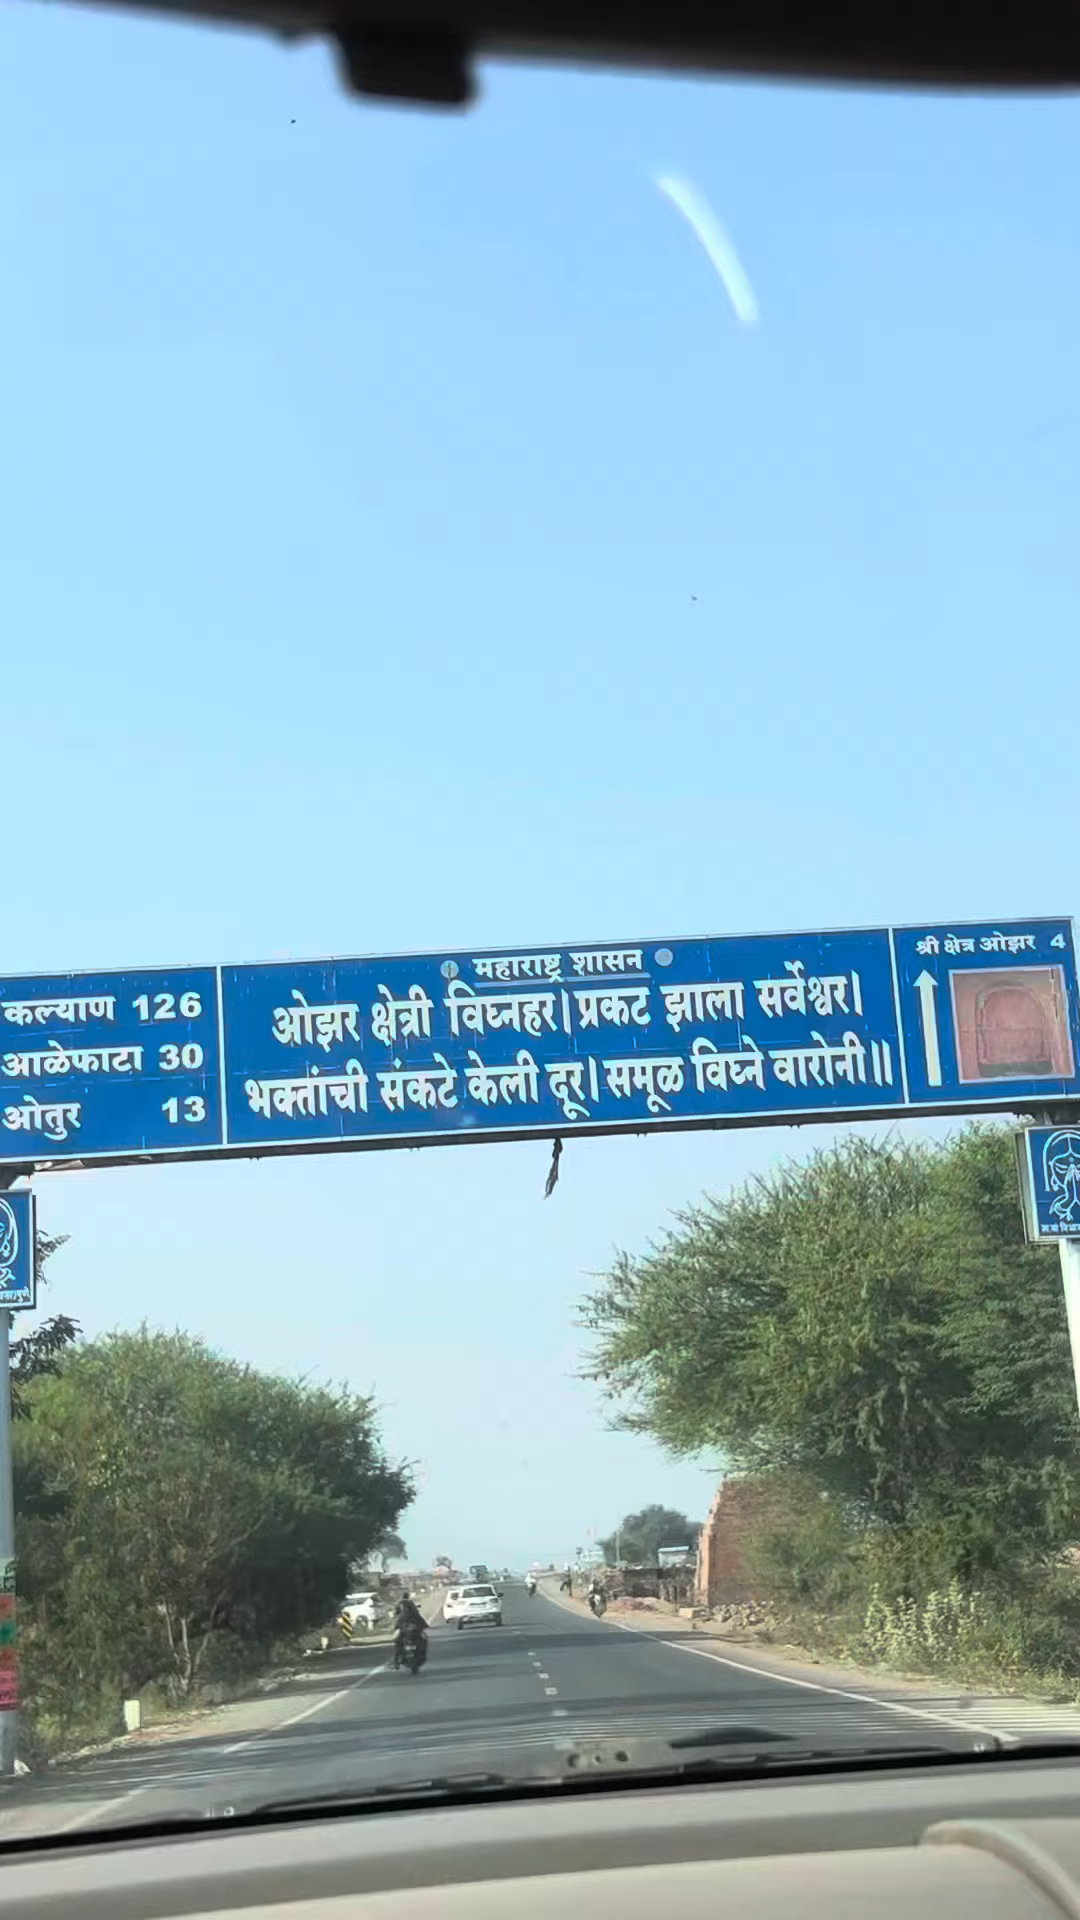 कल्याण 126
आळेफाटा 30
ओतुर 13
महाराष्ट्र शासन
ओझर क्षेत्री विघ्नहर| प्रकट झाला सर्वेश्वर|
भक्तांची संकटे केली दूर| समूळ विघ्ने वारोनी||
श्री क्षेत्र ओझर 4